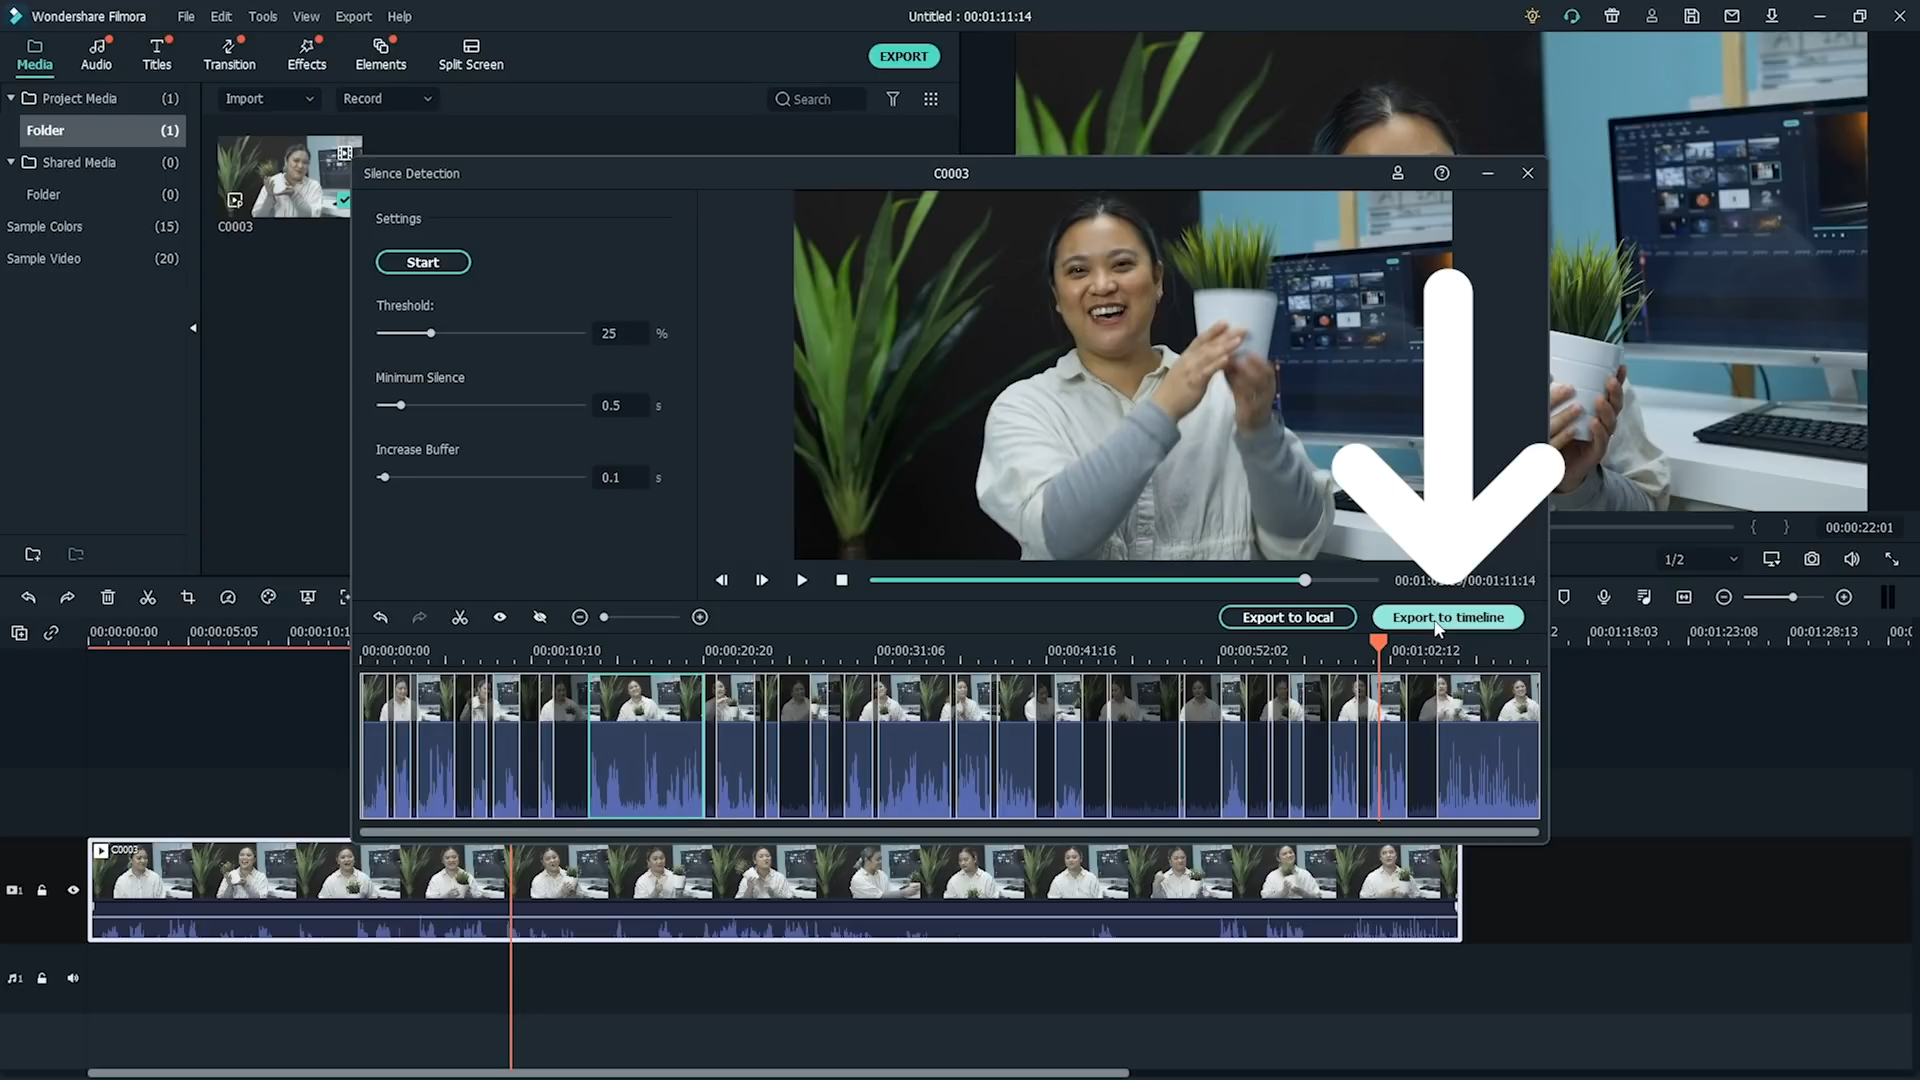 Wondershare Filmora File Edit Tools View Export Help Untitled : 00:01:11:14
Media Audio Titles Transition Effects Elements Split Screen EXPORT
Project Media (1) Import Record Search
Folder (1)
Shared Media (0)
Folder (0)
Sample Colors (15) C0003
Sample Video (20)
Silence Detection C0003
Settings
Start
Threshold:
25 %
Minimum Silence
0.5 s
Increase Buffer
0.1 s
00:00:22:01
1/2
/00:01:11:14
Export to local Export to timeline
00:00:00:00 00:00:05:05 00:00:10:1 00:01:18:03 00:01:23:08 00:01:28:13
00:00:00:00 00:00:10:10 00:00:20:20 00:00:31:06 00:00:41:16 00:00:52:02 00:01:02:12
C0003
1
1